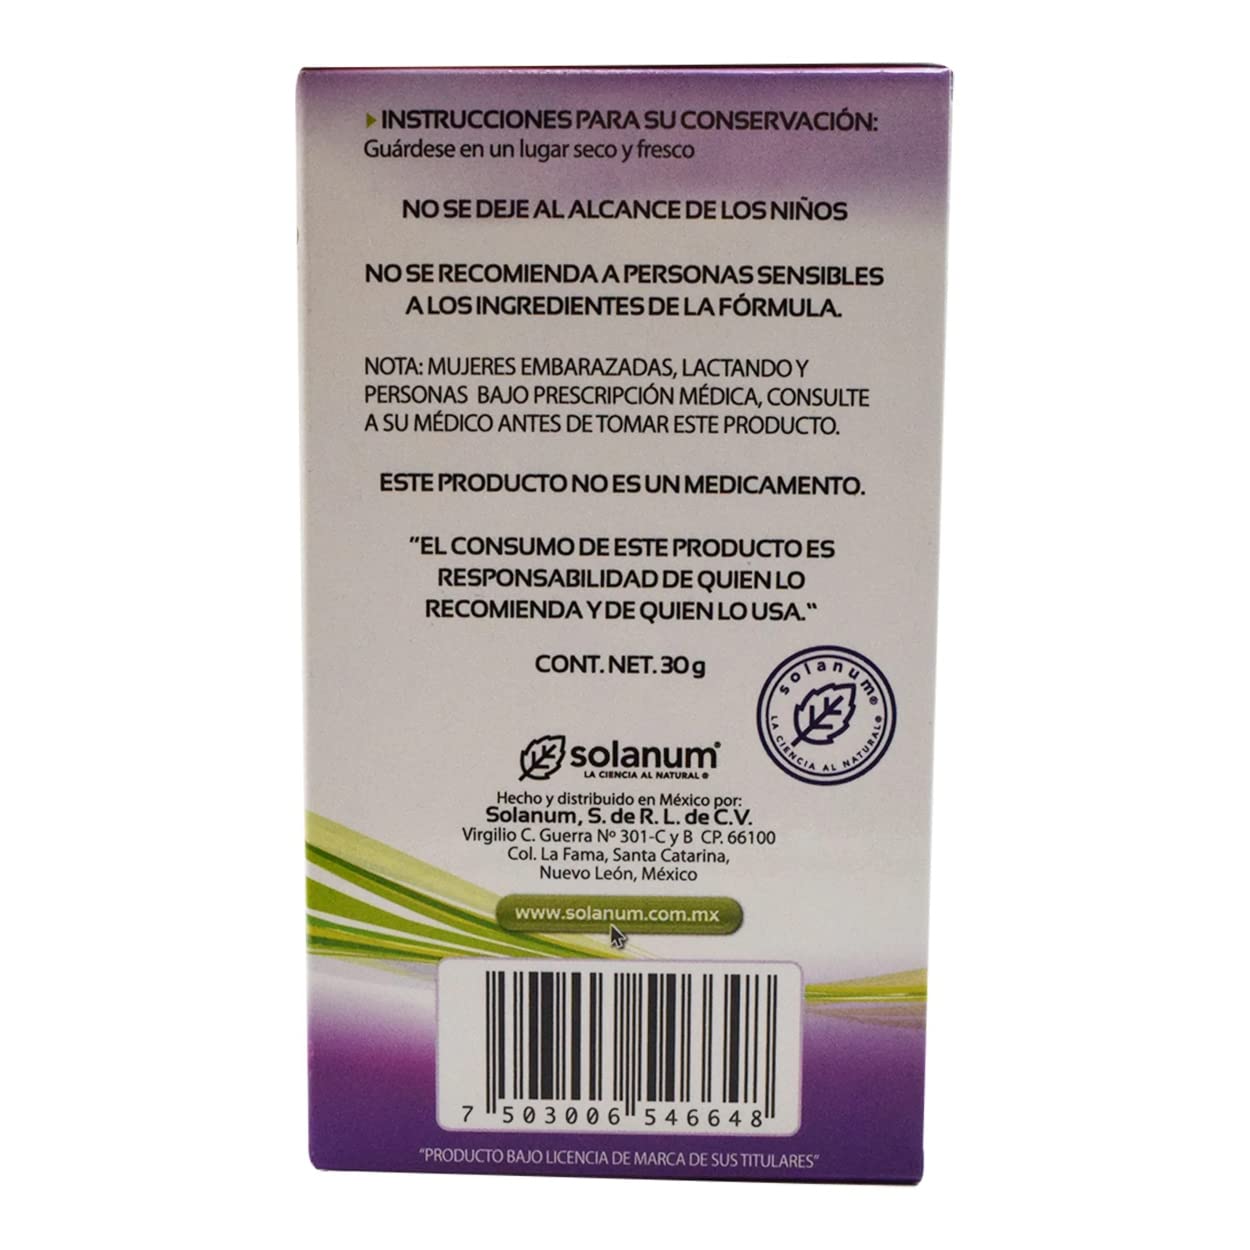 INSTRUCCIONES PARA SU CONSERVACIÓN:
Guárdese en un lugar seco y fresco
NO SE DEJE AL ALCANCE DE LOS NIÑOS
NO SE RECOMIENDA A PERSONAS SENSIBLES
A LOS INGREDIENTES DE LA FÓRMULA.
NOTA: MUJERES EMBARAZADAS, LACTANDO Y
PERSONAS BAJO PRESCRIPCIÓN MÉDICA, CONSULTE
A SU MÉDICO ANTES DE TOMAR ESTE PRODUCTO.
ESTE PRODUCTO NO ES UN MEDICAMENTO.
"EL CONSUMO DE ESTE PRODUCTO ES
RESPONSABILIDAD DE QUIEN LO
RECOMIENDA Y DE QUIEN LO USA."
CONT. NET. 30 g
solanum®
LA CIENCIA AL NATURAL®
solanum®
LA CIENCIA AL NATURAL®
Hecho y distribuido en México por:
Solanum, S. de R. L. de C.V.
Virgilio C. Guerra Nº 301-C y B CP. 66100
Col. La Fama, Santa Catarina,
Nuevo León, México
www.solanum.com.mx
7 503006 546648
"PRODUCTO BAJO LICENCIA DE MARCA DE SUS TITULARES"